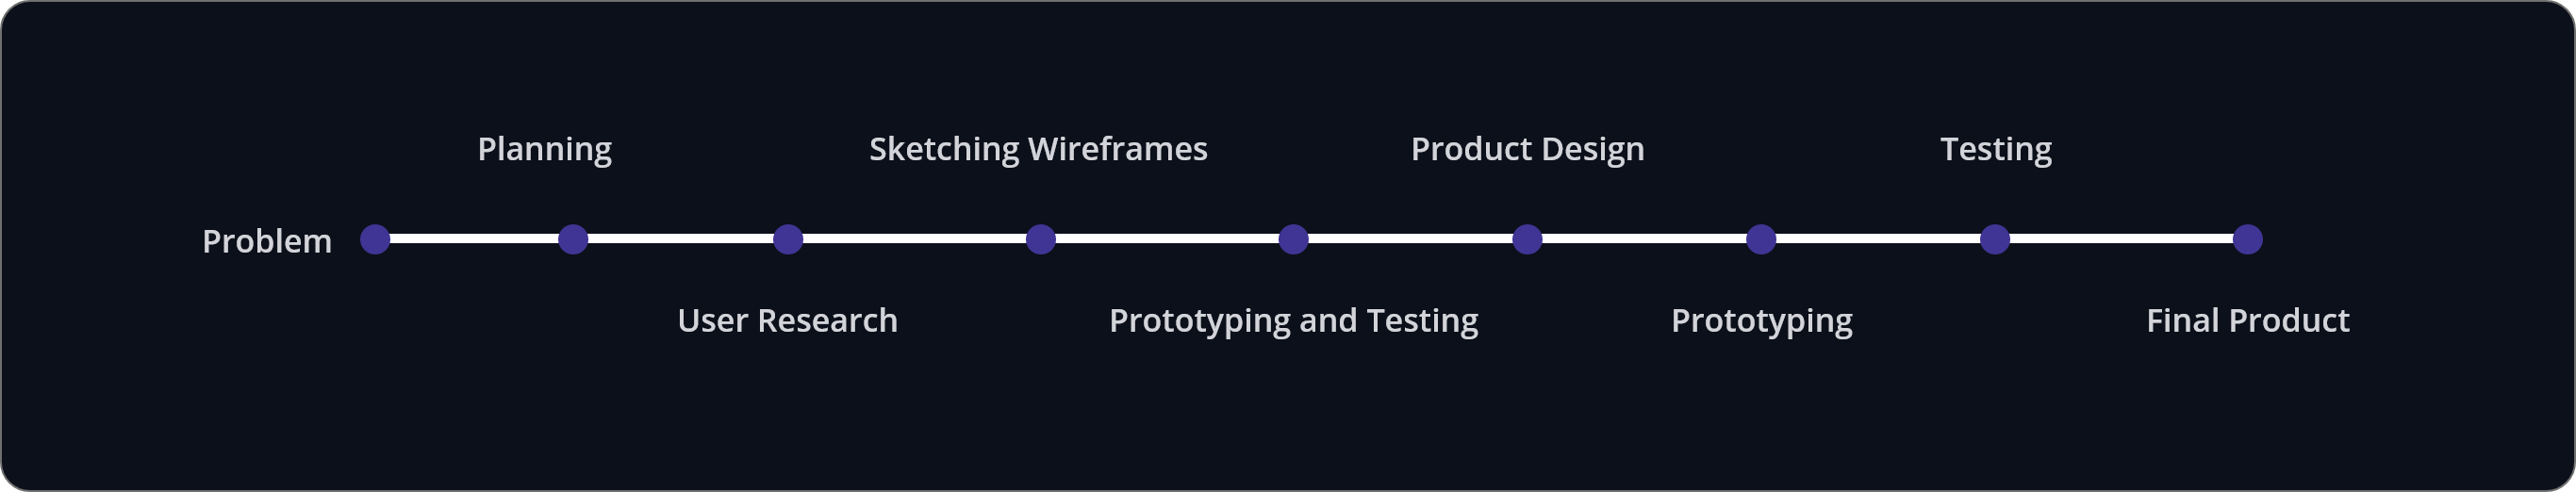 Planning
Sketching Wireframes
Product Design
Testing
Problem
User Research
Prototyping and Testing
Prototyping
Final Product